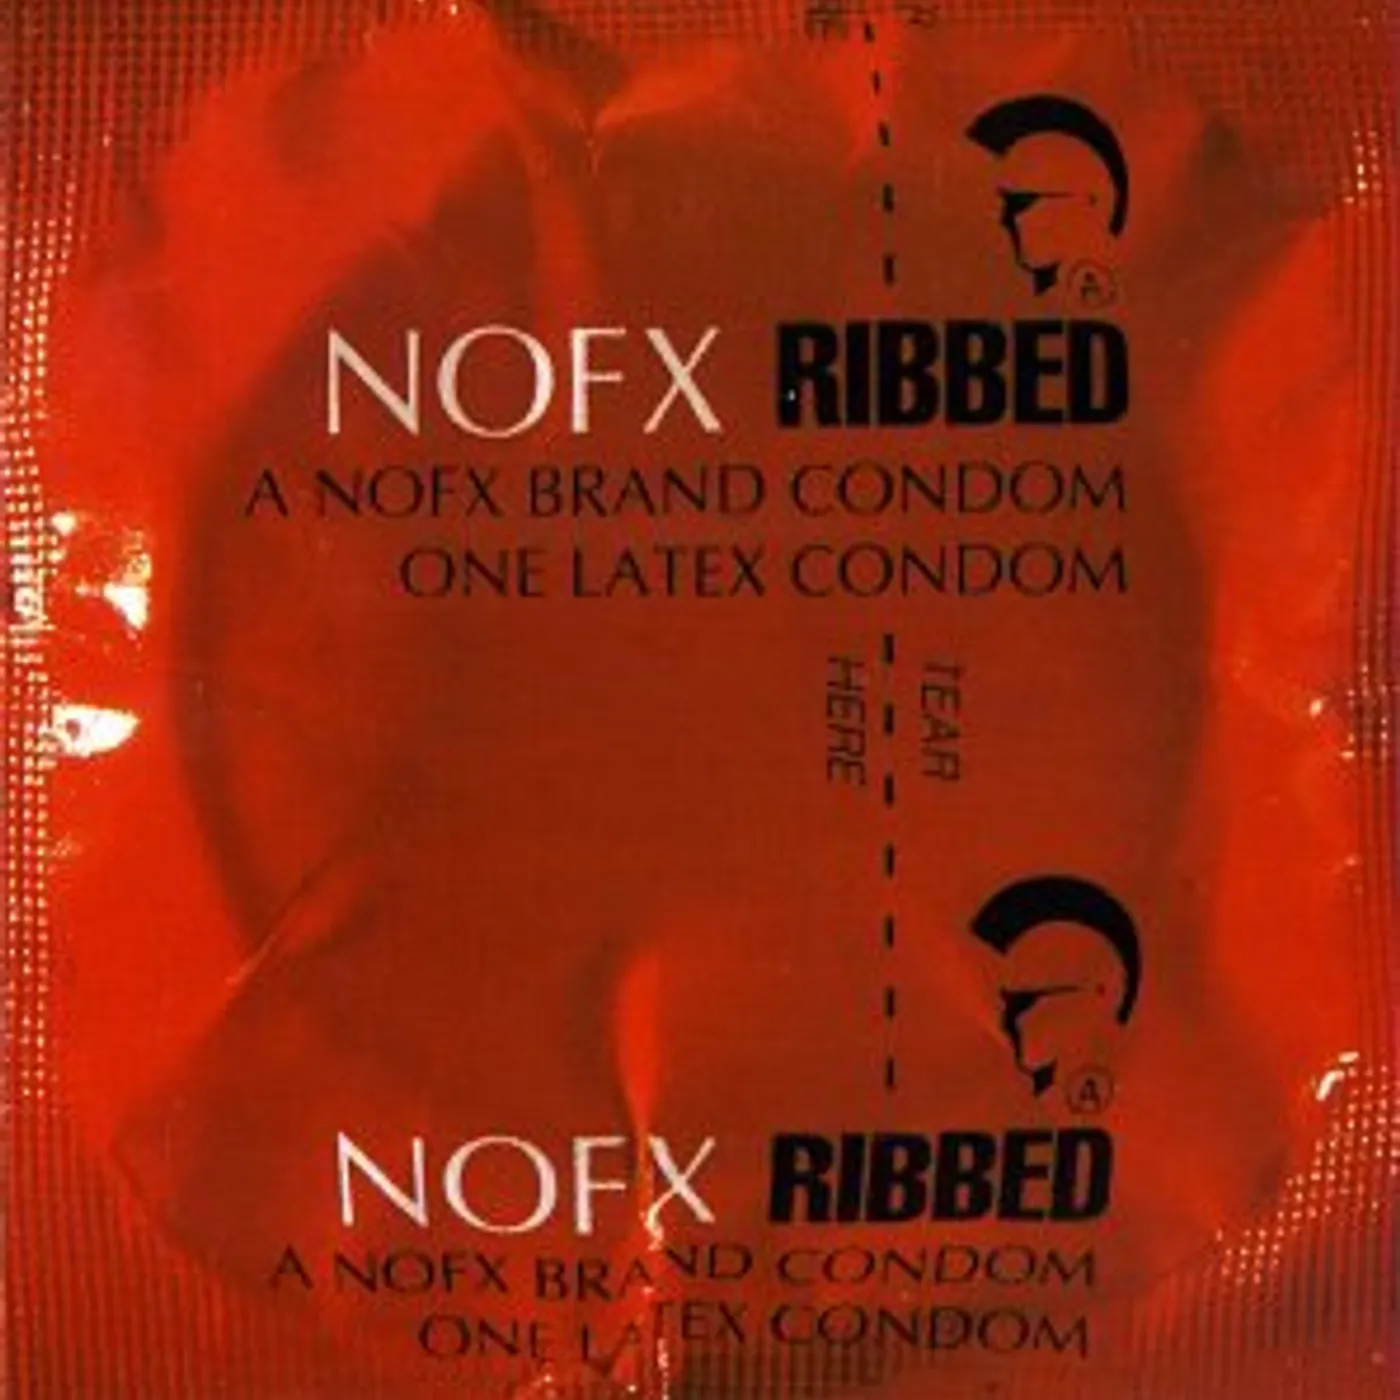 A
NOFX RIBBED
A NOFX BRAND CONDOM
ONE LATEX CONDOM
TEAR
HERE
A
NOFX RIBBED
A NOFX BRAND CONDOM
ONE LATEX CONDOM